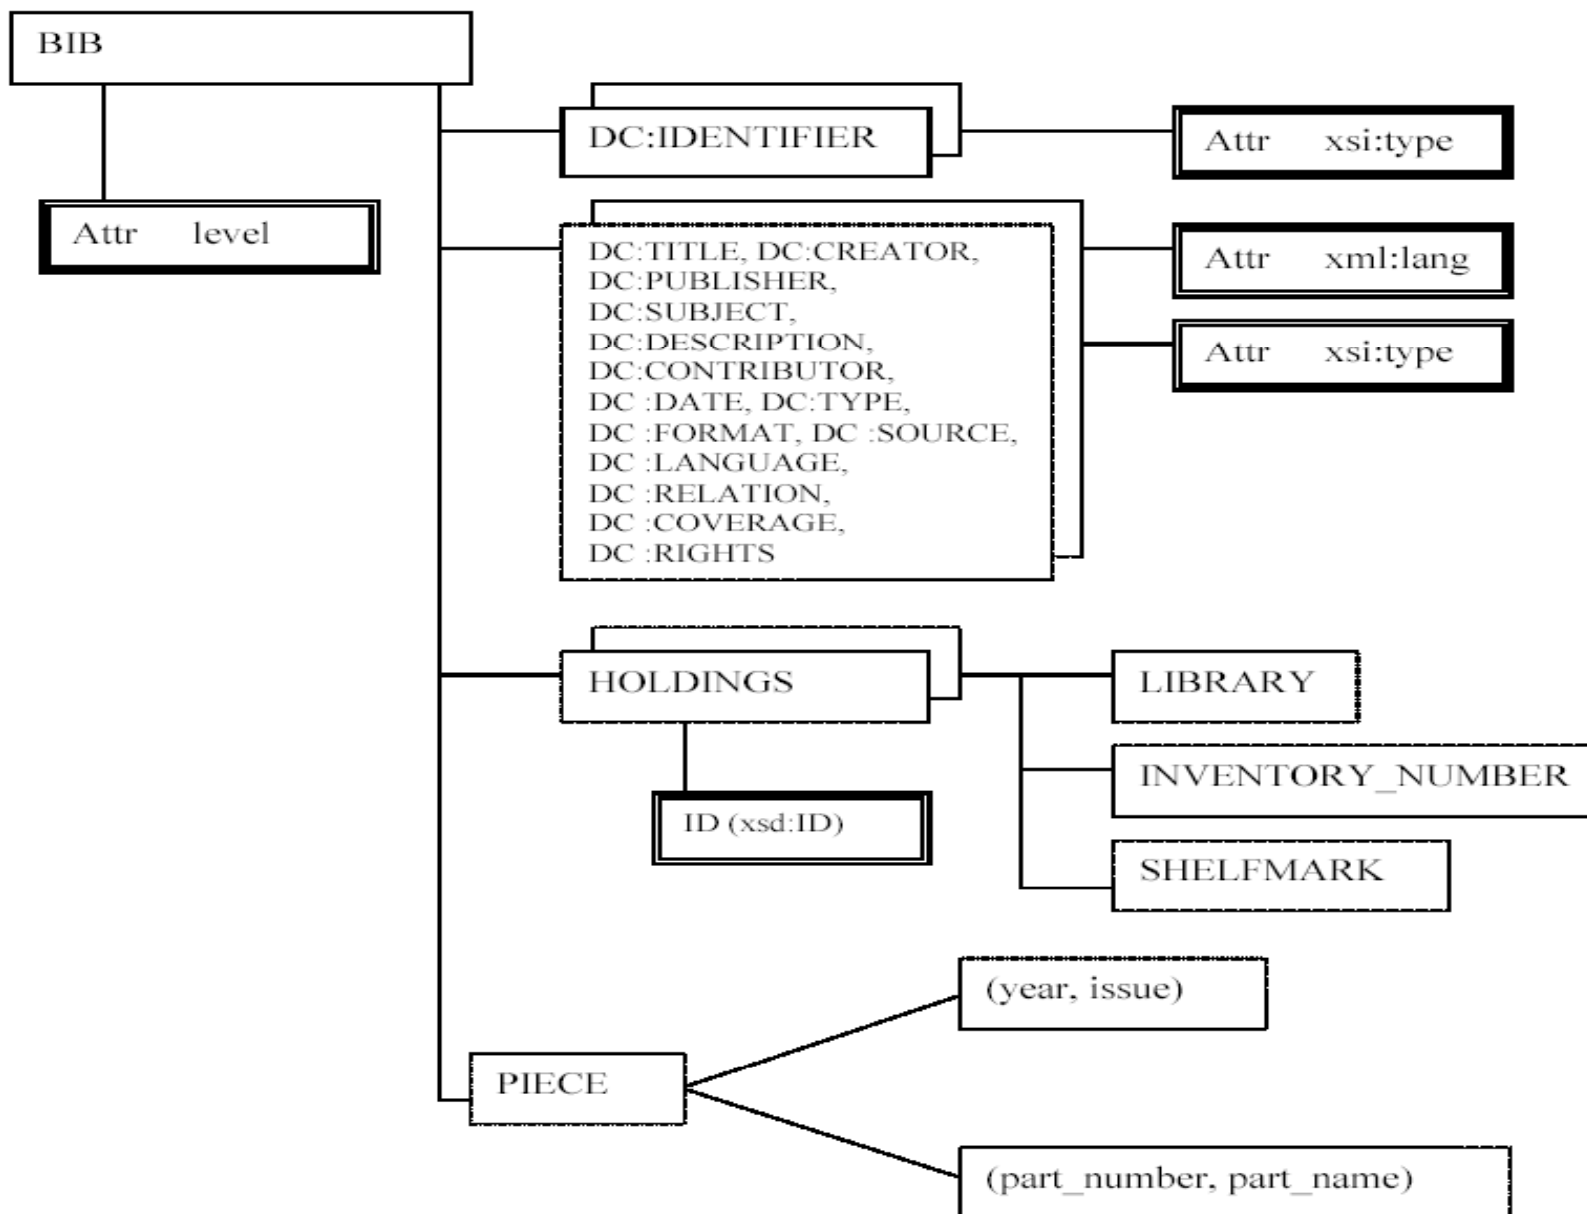 BIB
DC:IDENTIFIER
Attr xsi:type
Attr level
DC:TITLE, DC:CREATOR,
DC:PUBLISHER,
DC:SUBJECT,
DC:DESCRIPTION,
DC:CONTRIBUTOR,
DC :DATE, DC:TYPE,
DC :FORMAT, DC :SOURCE,
DC :LANGUAGE,
DC :RELATION,
DC :COVERAGE,
DC :RIGHTS
Attr xml:lang
Attr xsi:type
HOLDINGS
LIBRARY
INVENTORY_NUMBER
ID (xsd:ID)
SHELFMARK
(year, issue)
PIECE
(part_number, part_name)